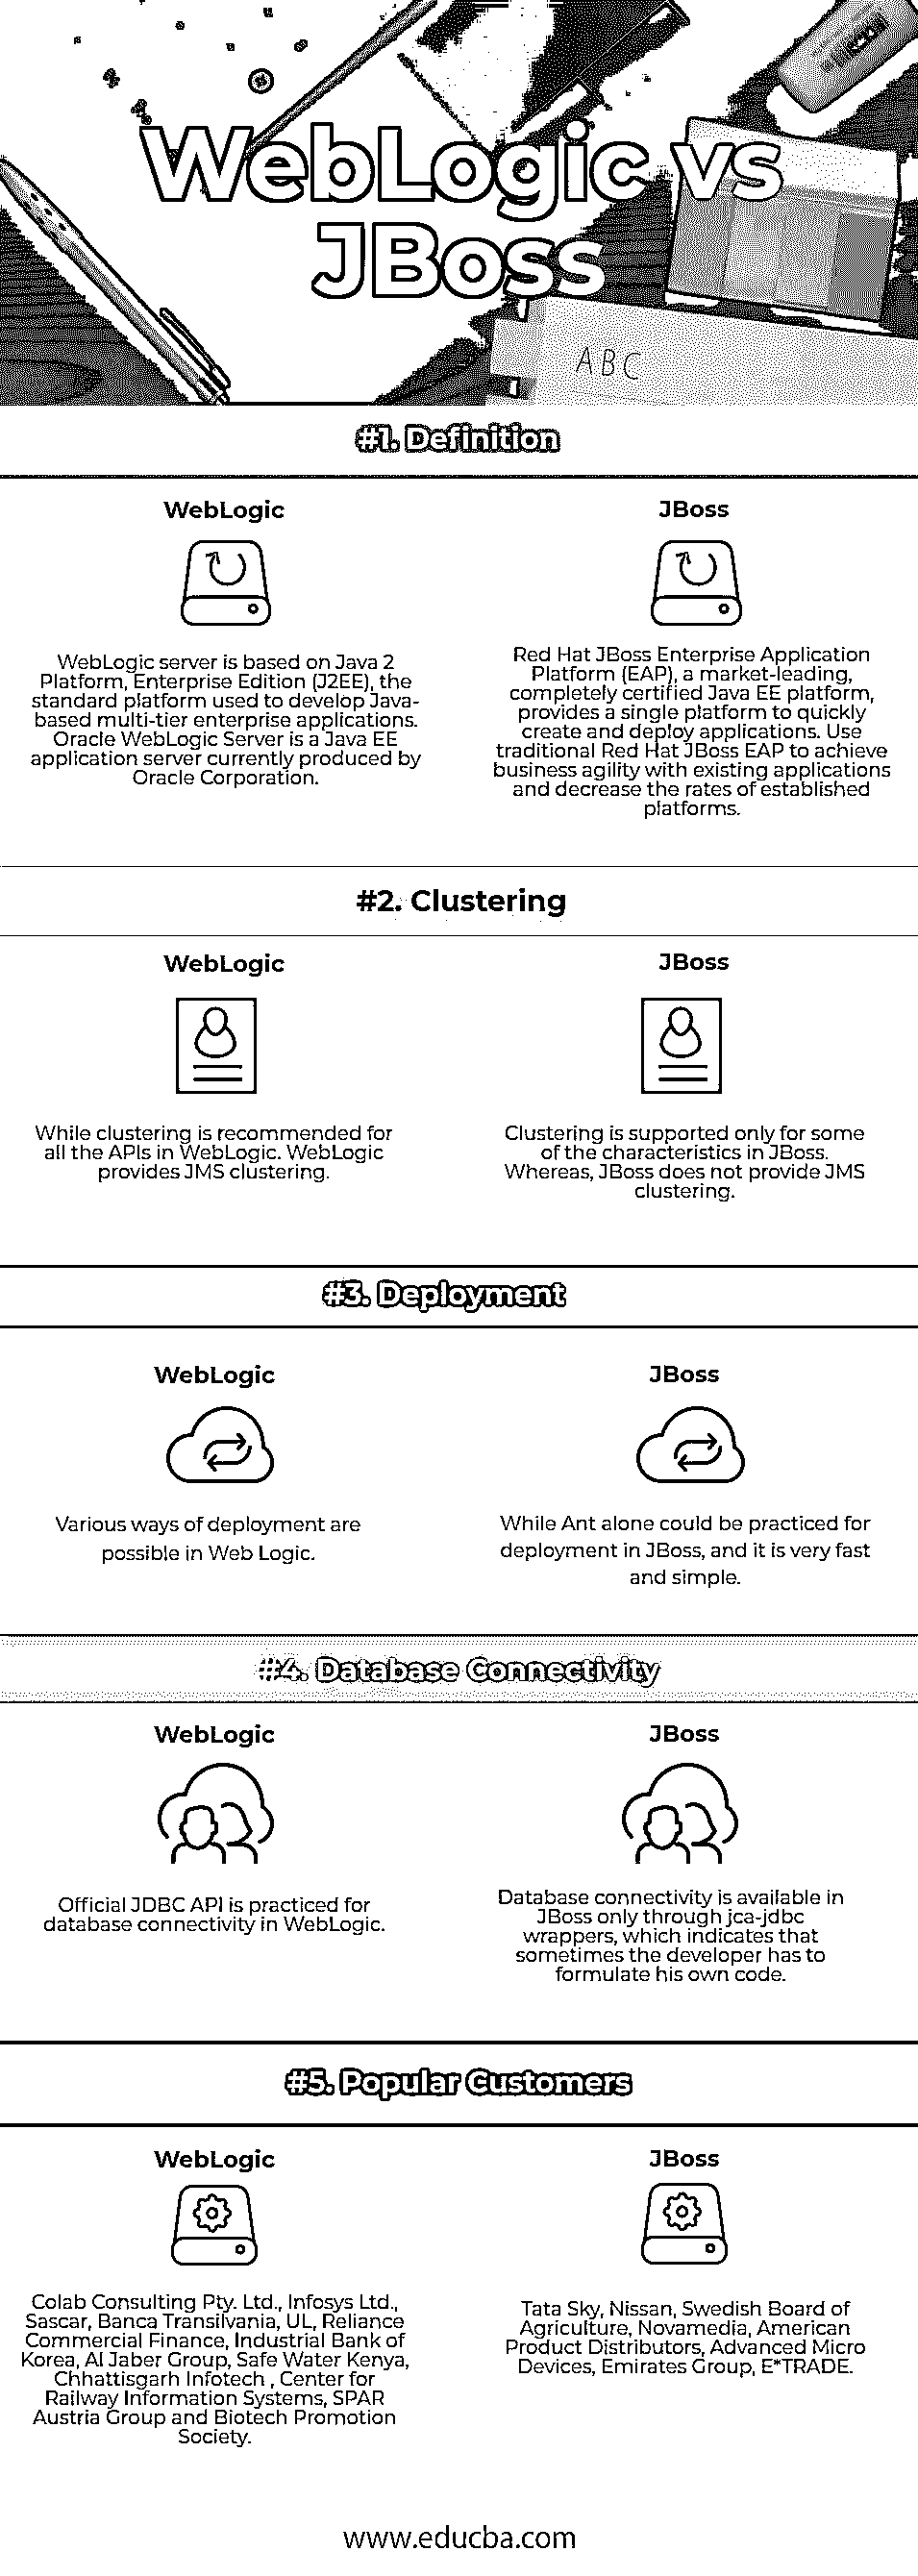 WebLogic vs
JBoss
ABC
#1. Definition
WebLogic
WebLogic server is based on Java 2
Platform, Enterprise Edition (J2EE), the
standard platform used to develop Java-
based multi-tier enterprise applications.
Oracle WebLogic Server is a Java EE
application server currently produced by
Oracle Corporation.
JBoss
Red Hat JBoss Enterprise Application
Platform (EAP), a market-leading,
completely certified Java EE platform,
provides a single platform to quickly
create and deploy applications. Use
traditional Red Hat JBoss EAP to achieve
business agility with existing applications
and decrease the rates of established
platforms.
#2. Clustering
WebLogic
While clustering is recommended for
all the APIs in WebLogic. WebLogic
provides JMS clustering.
JBoss
Clustering is supported only for some
of the characteristics in JBoss.
Whereas, JBoss does not provide JMS
clustering.
#3. Deployment
WebLogic
Various ways of deployment are
possible in Web Logic.
JBoss
While Ant alone could be practiced for
deployment in JBoss, and it is very fast
and simple.
#4. Database Connectivity
WebLogic
Official JDBC API is practiced for
database connectivity in WebLogic.
JBoss
Database connectivity is available in
JBoss only through jca-jdbc
wrappers, which indicates that
sometimes the developer has to
formulate his own code.
#5. Popular Customers
WebLogic
Colab Consulting Pty. Ltd., Infosys Ltd.,
Sascar, Banca Transilvania, UL, Reliance
Commercial Finance, Industrial Bank of
Korea, Al Jaber Group, Safe Water Kenya,
Chhattisgarh Infotech , Center for
Railway Information Systems, SPAR
Austria Group and Biotech Promotion
Society.
JBoss
Tata Sky, Nissan, Swedish Board of
Agriculture, Novamedia, American
Product Distributors, Advanced Micro
Devices, Emirates Group, E*TRADE.
www.educba.com